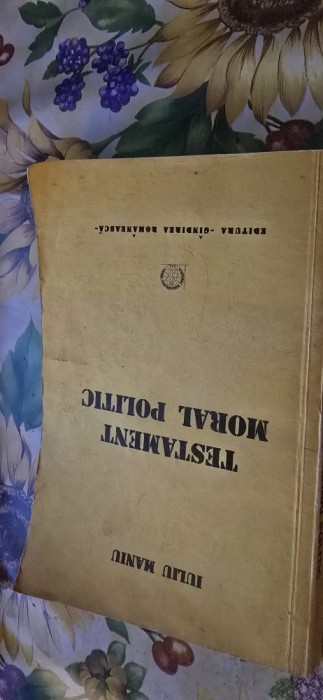 IULIU MANIU
TESTAMENT
MORAL POLITIC
EDITURA «GÎNDIREA ROMÂNEASCĂ»